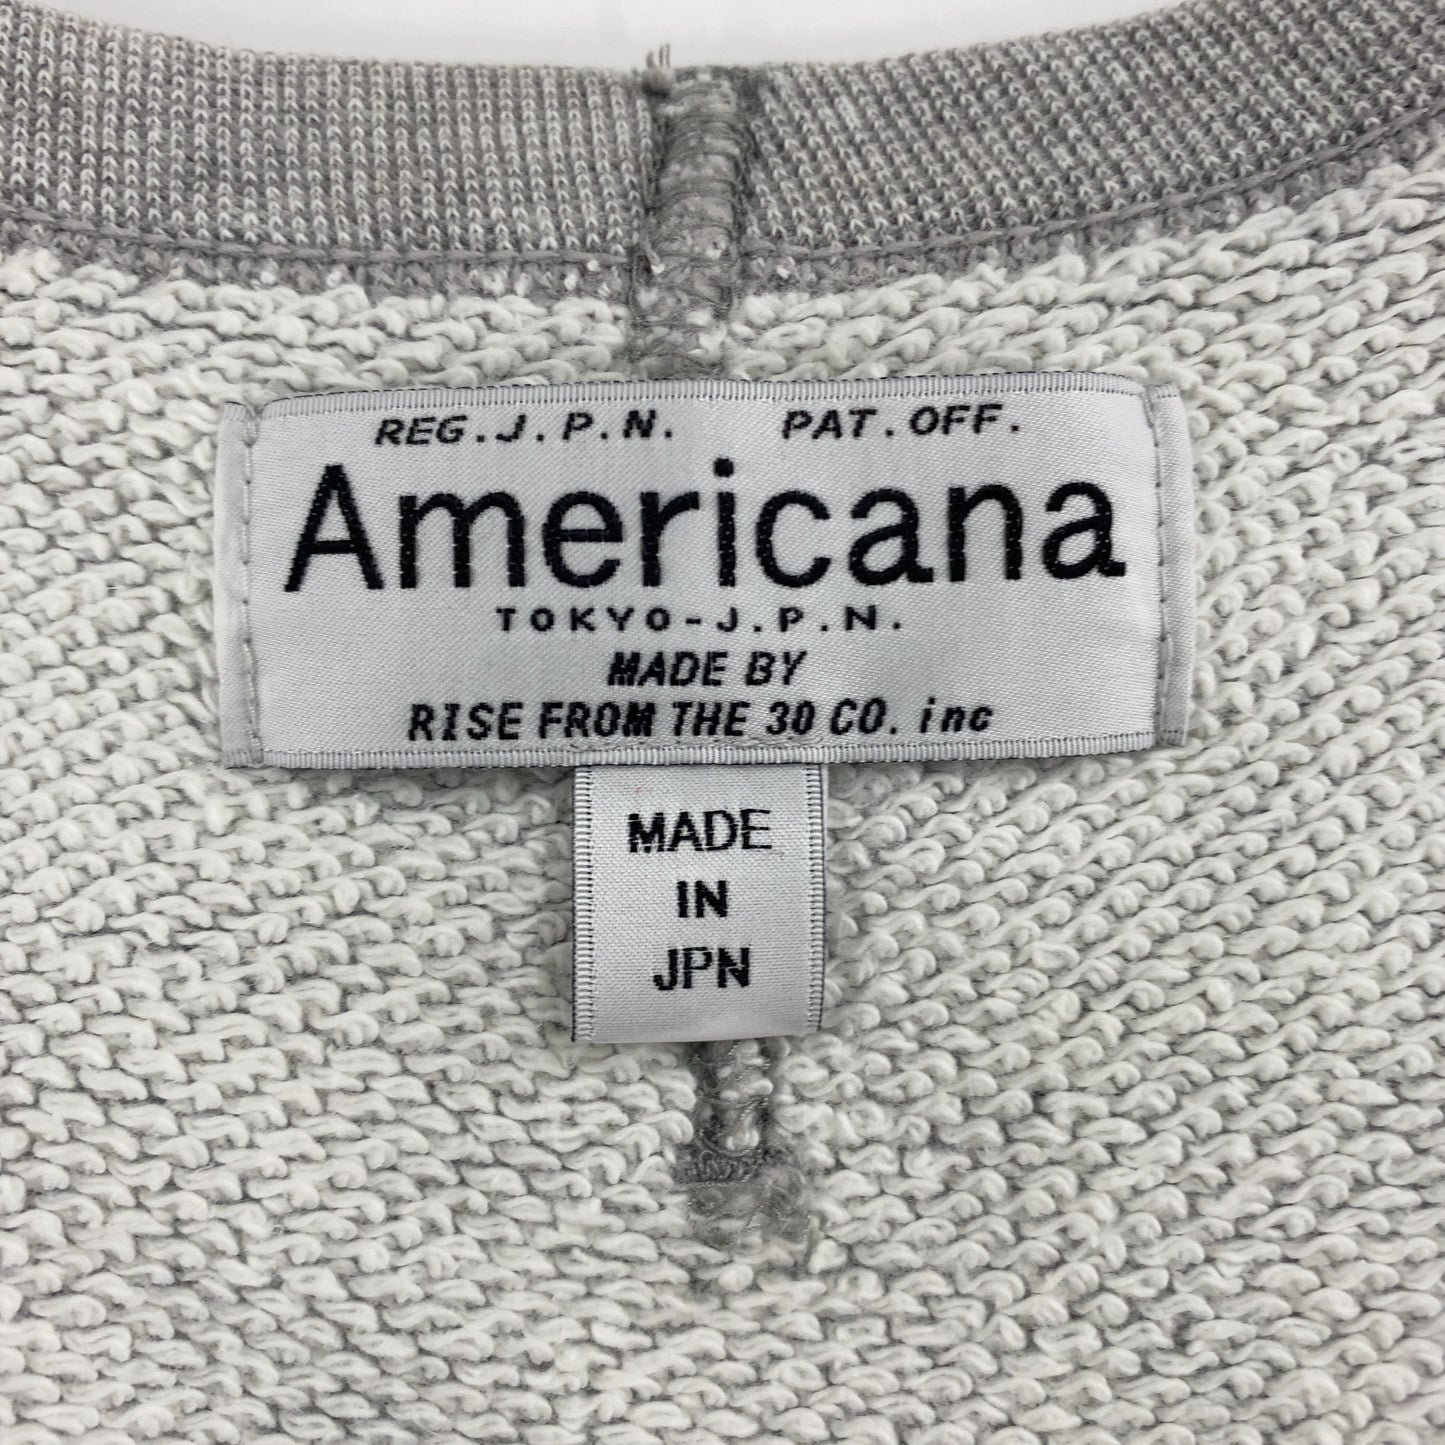 REG.J.P.N. PAT.OFF.
Americana
TOKYO-J.P.N.
MADE BY
RISE FROM THE 30 CO. inc
MADE
IN
JPN